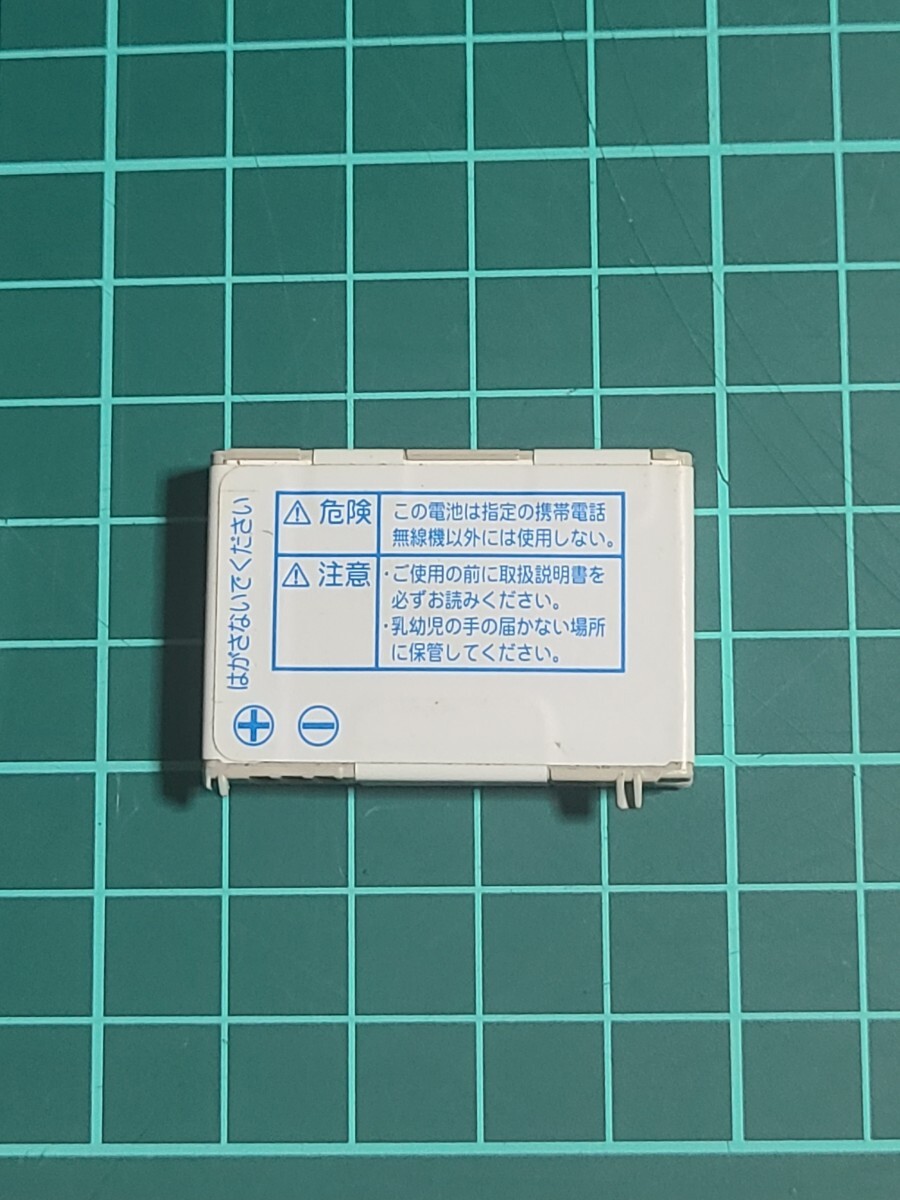 はがさないでください
⚠ 危険
この電池は指定の携帯電話
無線機以外には使用しない。
⚠ 注意
・ご使用の前に取扱説明書を
必ずお読みください。
・乳幼児の手の届かない場所
に保管してください。
⊕ ⊖